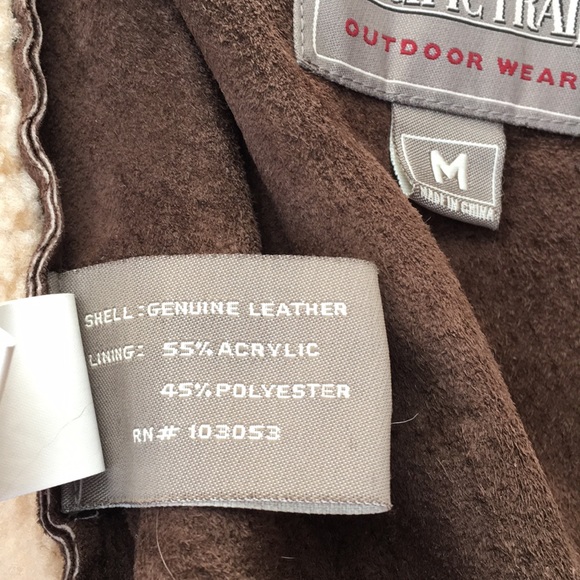 OUTDOOR WEAR
M
MADE IN CHINA
SHELL:GENUINE LEATHER
LINING: 55% ACRYLIC
45% POLYESTER
RN# 103053